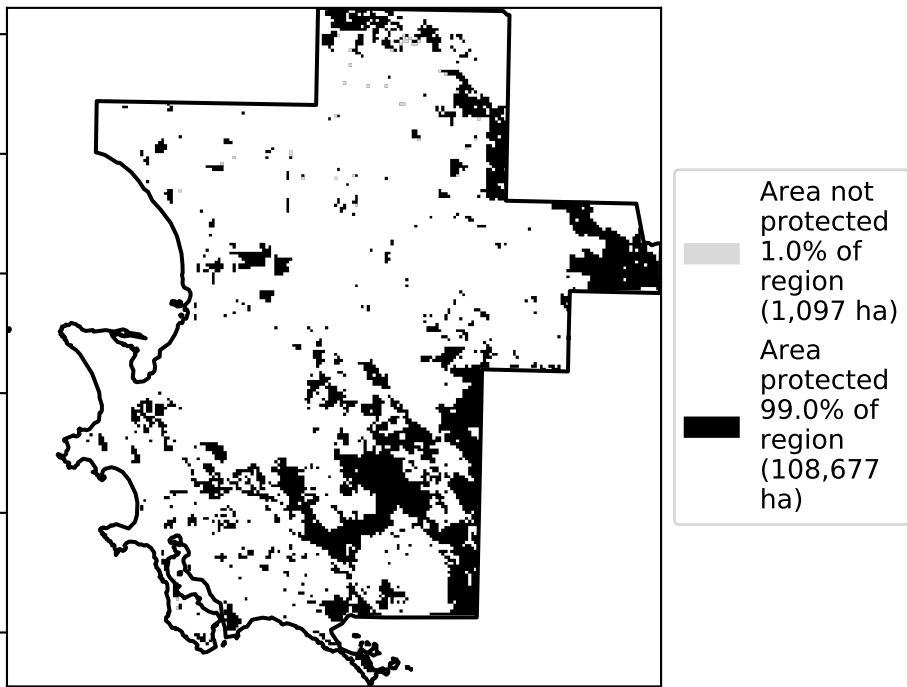 Area not
protected
1.0% of
region
(1,097 ha)
Area
protected
99.0% of
region
(108,677
ha)